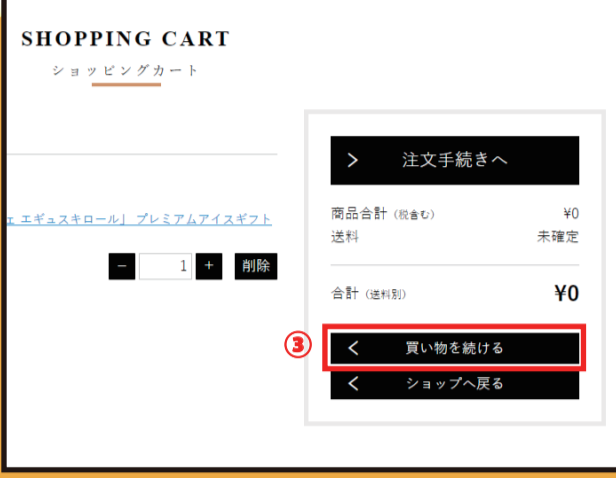 SHOPPING CART
ショッピングカート
ェ エギュスキロール」 プレミアムアイスギフト
− 1 + 削除
> 注文手続きへ
商品合計 (税含む) ¥0
送料 未確定
合計 (送料別) ¥0
③
< 買い物を続ける
< ショップへ戻る